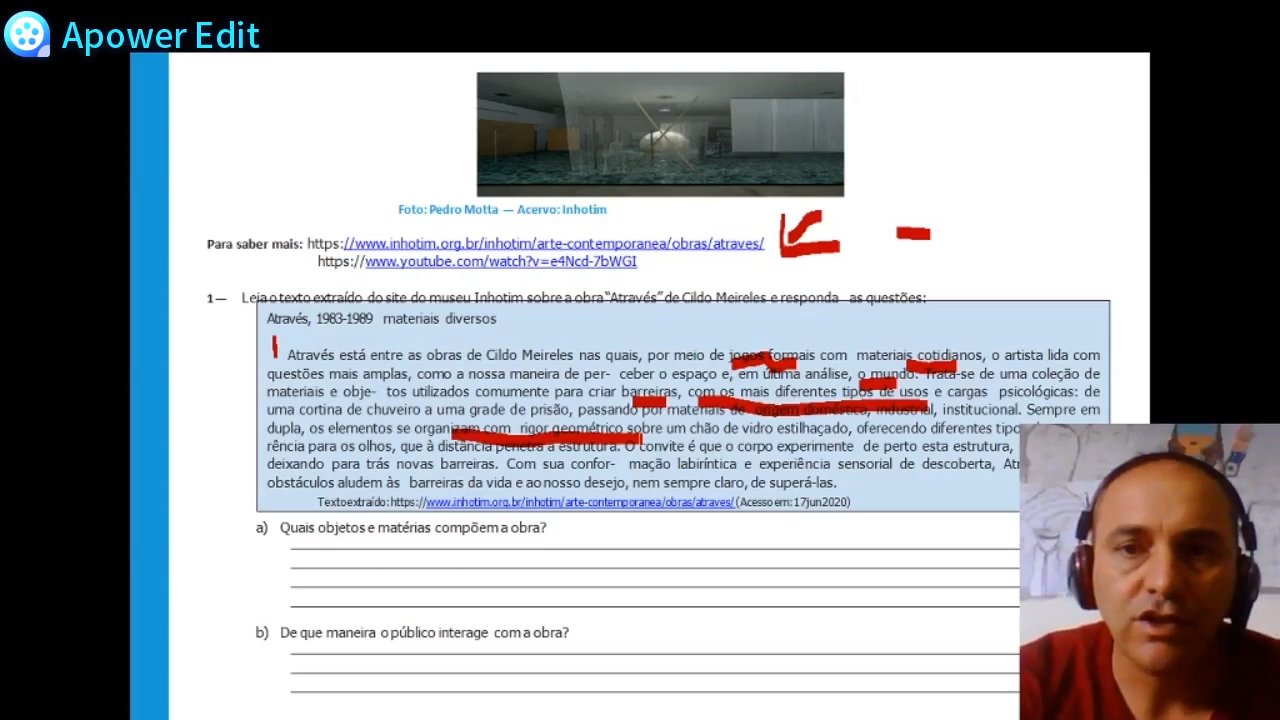 Apower Edit
Foto: Pedro Motta — Acervo: Inhotim
Para saber mais: https://www.inhotim.org.br/inhotim/arte-contemporanea/obras/atraves/
https://www.youtube.com/watch?v=e4Ncd-7bWGI
1— Leia o texto extraído do site do museu Inhotim sobre a obra “Através” de Cildo Meireles e responda as questões:
Através, 1983-1989 materiais diversos
Através está entre as obras de Cildo Meireles nas quais, por meio de jogos formais com materiais cotidianos, o artista lida com
questões mais amplas, como a nossa maneira de per- ceber o espaço e, em última análise, o mundo. Trata-se de uma coleção de
materiais e obje- tos utilizados comumente para criar barreiras, com os mais diferentes tipos de usos e cargas psicológicas: de
uma cortina de chuveiro a uma grade de prisão, passando por materiais de origem doméstica, industrial, institucional. Sempre em
dupla, os elementos se organizam com rigor geométrico sobre um chão de vidro estilhaçado, oferecendo diferentes tipo
rência para os olhos, que à distância penetra a estrutura. O convite é que o corpo experimente de perto esta estrutura,
deixando para trás novas barreiras. Com sua confor- mação labiríntica e experiência sensorial de descoberta, Atr
obstáculos aludem às barreiras da vida e ao nosso desejo, nem sempre claro, de superá-las.
Texto extraído: https://www.inhotim.org.br/inhotim/arte-contemporanea/obras/atraves/ (Acesso em: 17jun2020)
a) Quais objetos e matérias compõem a obra?
b) De que maneira o público interage com a obra?